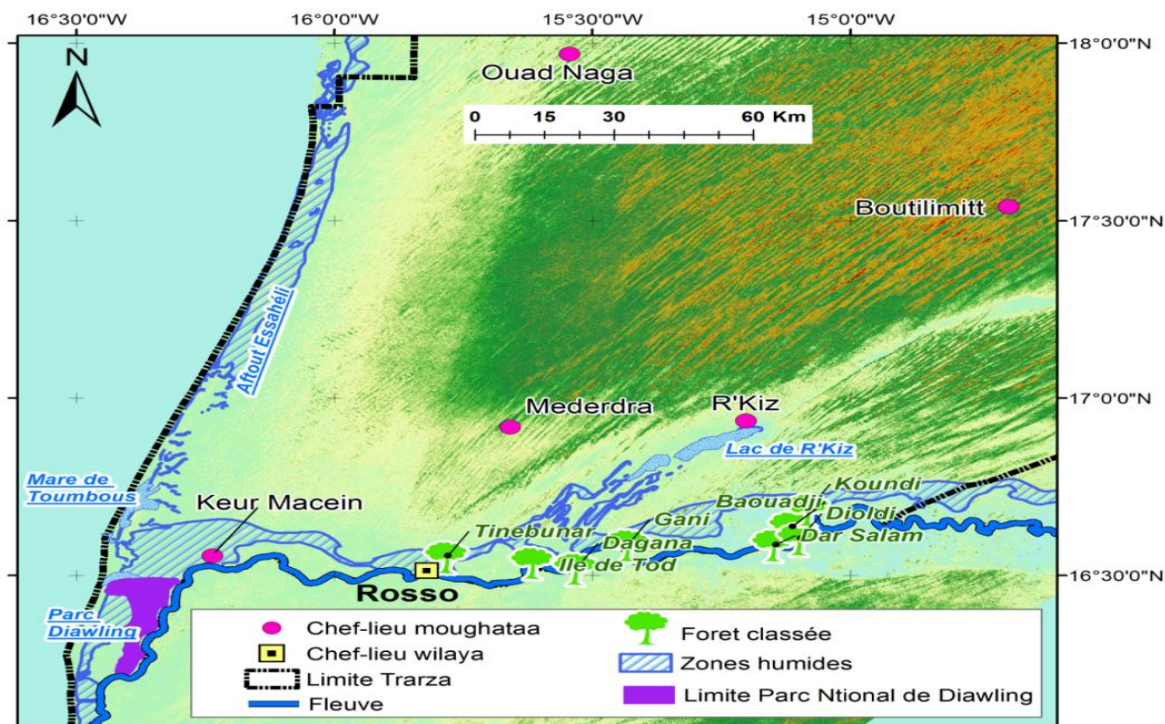 16°30'0"W 16°0'0"W 15°30'0"W 15°0'0"W
N
18°0'0"N
Ouad Naga
0 15 30 60 Km
Boutilimitt
17°30'0"N
Aftout Essahéli
Mederdra
R'Kiz
17°0'0"N
Lac de R'Kiz
Mare de
Toumbous
Keur Macein
Koundi
Baouadji
Dioldi
Tinebunar
Gani
Dar Salam
Dagana
Ile de Tod
16°30'0"N
Rosso
Parc
Diawling
Chef-lieu moughataa
Chef-lieu wilaya
Limite Trarza
Fleuve
Foret classée
Zones humides
Limite Parc Ntional de Diawling